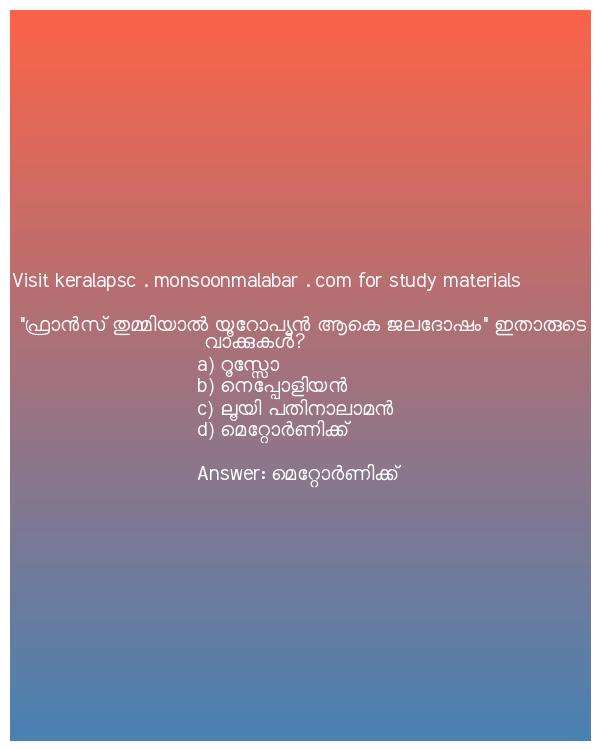 Visit keralapsc . monsoonmalabar . com for study materials
"ഫ്രാൻസ് തുമ്മിയാൽ യൂറോപ്യൻ ആകെ ജലദോഷം" ഇതാരുടെ
വാക്കുകൾ?
a) റൂസ്സോ
b) നെപ്പോളിയൻ
c) ലൂയി പതിനാലാമൻ
d) മെറ്റോർണിക്ക്
Answer: മെറ്റോർണിക്ക്